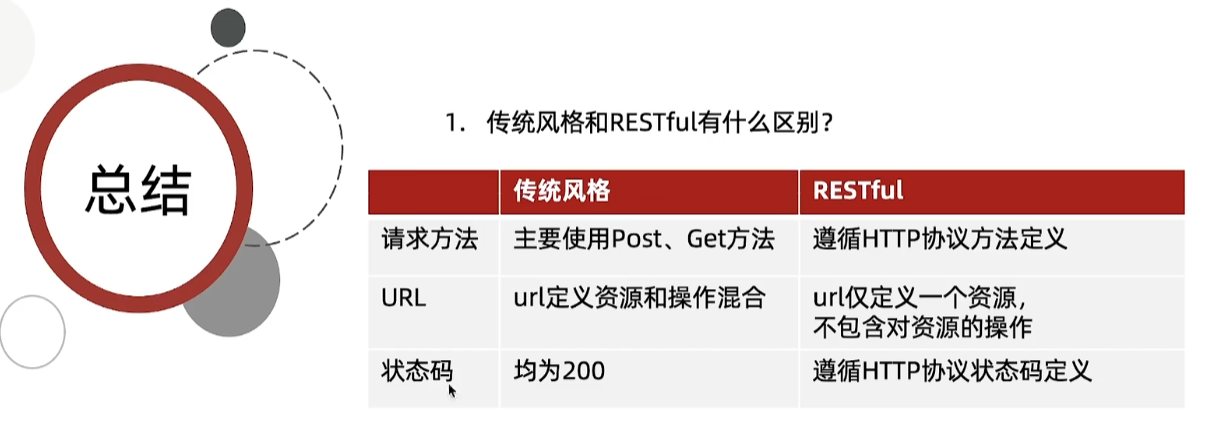 总结
1. 传统风格和RESTful有什么区别？
传统风格 RESTful
请求方法 主要使用Post、Get方法 遵循HTTP协议方法定义
URL url定义资源和操作混合 url仅定义一个资源，
不包含对资源的操作
状态码 均为200 遵循HTTP协议状态码定义